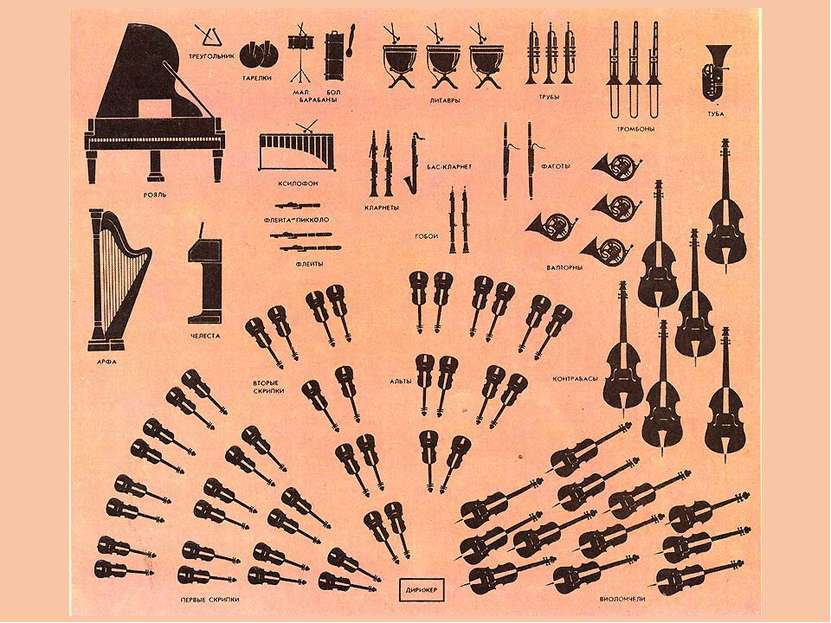 ТРЕУГОЛЬНИК
ТАРЕЛКИ
МАЛ. БОЛ.
БАРАБАНЫ
ЛИТАВРЫ
ТРУБЫ
ТРОМБОНЫ
ТУБА
РОЯЛЬ
КСИЛОФОН
КЛАРНЕТЫ
БАС-КЛАРНЕТ
ФАГОТЫ
ФЛЕЙТА-ПИККОЛО
ФЛЕЙТЫ
ГОБОИ
ВАЛТОРНЫ
АРФА
ЧЕЛЕСТА
ВТОРЫЕ
СКРИПКИ
АЛЬТЫ
КОНТРАБАСЫ
ПЕРВЫЕ СКРИПКИ
ДИРИЖЕР
ВИОЛОНЧЕЛИ